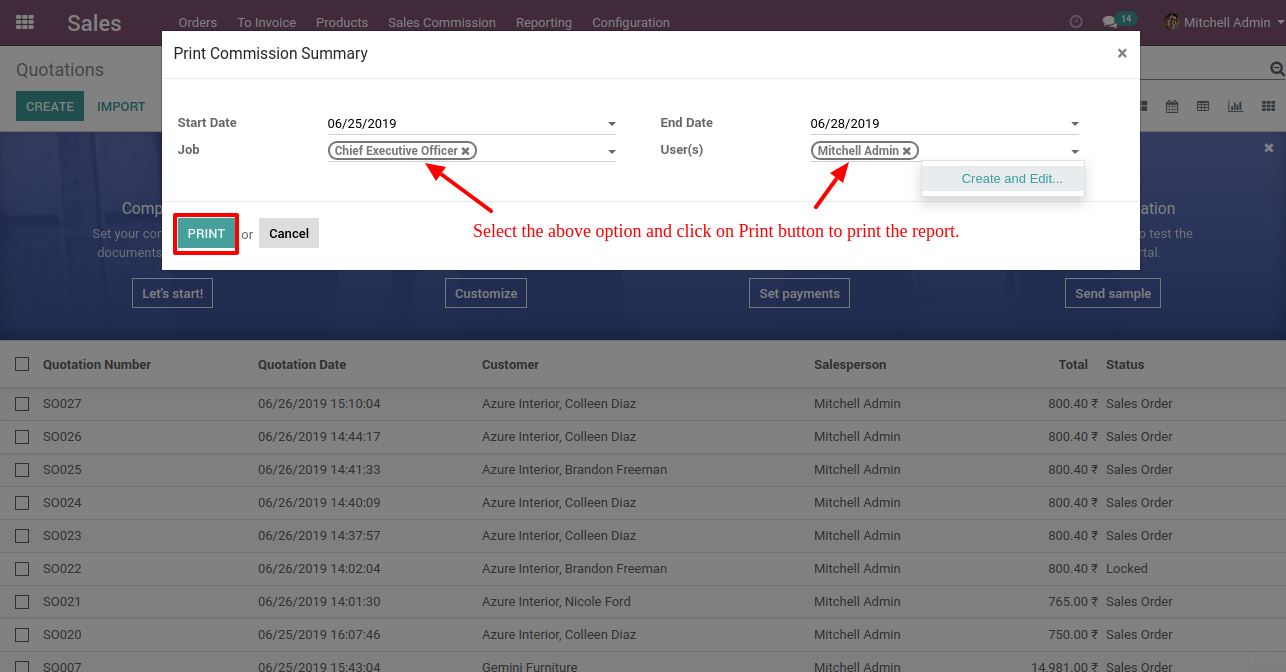 Sales Orders To Invoice Products Sales Commission Reporting Configuration 14 Mitchell Admin
Print Commission Summary ×
Quotations
CREATE IMPORT
Start Date 06/25/2019 End Date 06/28/2019
Job Chief Executive Officer × User(s) Mitchell Admin ×
Create and Edit...
PRINT or Cancel
Select the above option and click on Print button to print the report.
Set your
documents
to test the
Let's start! Customize Set payments Send sample
Quotation Number Quotation Date Customer Salesperson Total Status
SO027 06/26/2019 15:10:04 Azure Interior, Colleen Diaz Mitchell Admin 800.40 ₹ Sales Order
SO026 06/26/2019 14:44:17 Azure Interior, Colleen Diaz Mitchell Admin 800.40 ₹ Sales Order
SO025 06/26/2019 14:41:33 Azure Interior, Brandon Freeman Mitchell Admin 800.40 ₹ Sales Order
SO024 06/26/2019 14:40:09 Azure Interior, Colleen Diaz Mitchell Admin 800.40 ₹ Sales Order
SO023 06/26/2019 14:37:57 Azure Interior, Colleen Diaz Mitchell Admin 800.40 ₹ Sales Order
SO022 06/26/2019 14:02:04 Azure Interior, Brandon Freeman Mitchell Admin 800.40 ₹ Locked
SO021 06/26/2019 14:01:30 Azure Interior, Nicole Ford Mitchell Admin 765.00 ₹ Sales Order
SO020 06/25/2019 16:07:46 Azure Interior, Colleen Diaz Mitchell Admin 750.00 ₹ Sales Order
SO007 06/25/2019 15:43:04 Gemini Furniture Mitchell Admin 14,981.00 ₹ Sales Order